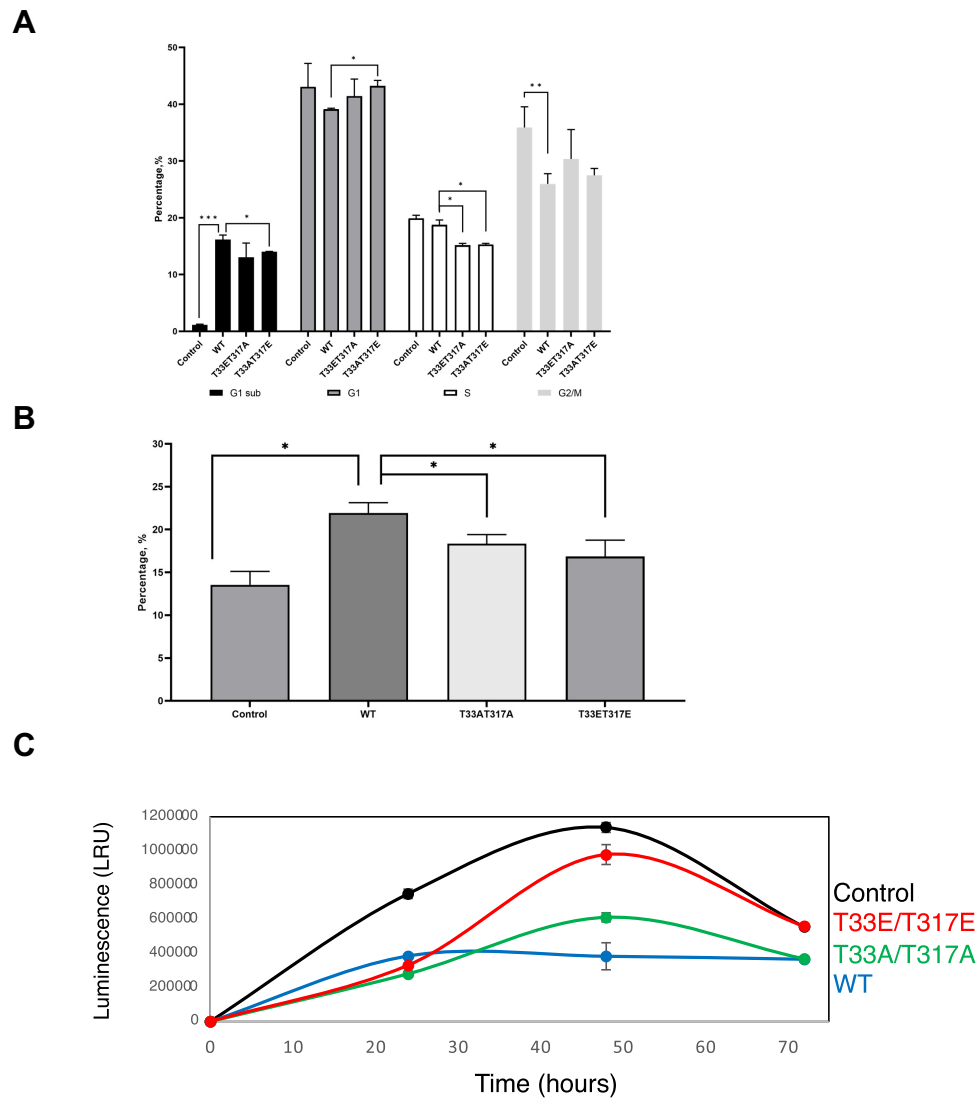 A
50
40
30
20
10
0
Percentage,%
***
*
*
*
*
**
Control
WT
T33ET317A
T33AT317E
Control
WT
T33ET317A
T33AT317E
Control
WT
T33ET317A
T33AT317E
Control
WT
T33ET317A
T33AT317E
G1 sub G1 S G2/M
B
30
25
20
15
10
5
0
Percentage, %
*
*
*
Control WT T33AT317A T33ET317E
C
1200000
1000000
800000
600000
400000
200000
0
Luminescence (LRU)
Control
T33E/T317E
T33A/T317A
WT
0 10 20 30 40 50 60 70
Time (hours)